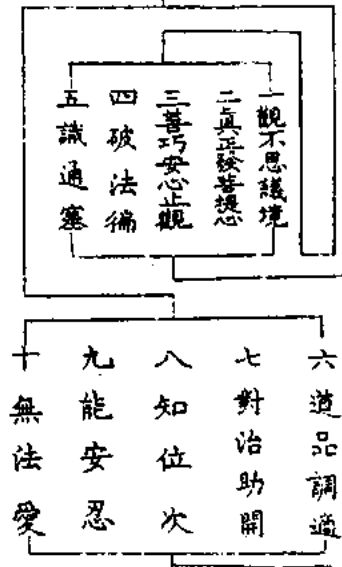 一觀不思議境
二真正發菩提心
三善巧安心止觀
四破法徧
五識通塞
六道品調適
七對治助開
八知位次
九能安忍
十無法愛